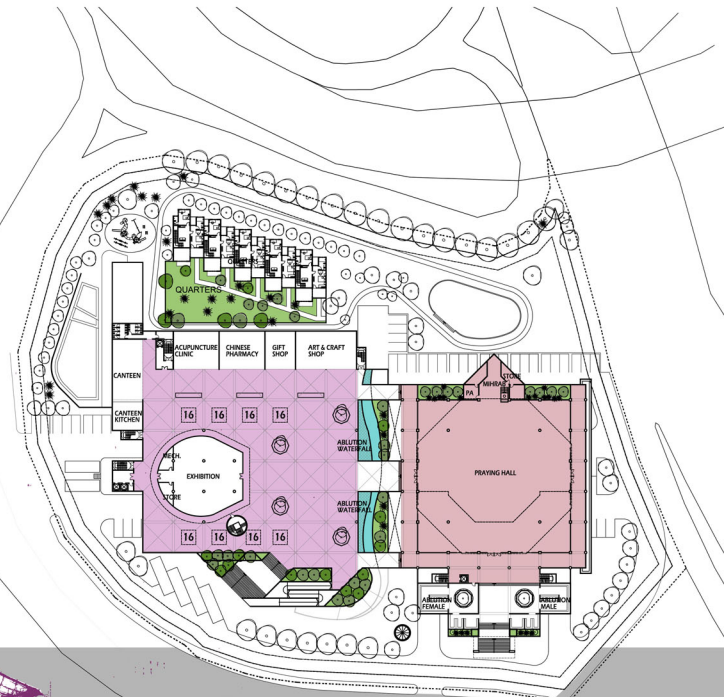 QUARTERS
ACUPUNCTURE
CLINIC
CHINESE
PHARMACY
GIFT
SHOP
ART & CRAFT
SHOP
CANTEEN
CANTEEN
KITCHEN
16
16
16
16
MECH.
EXHIBITION
STORE
16
16
16
16
ABLUTION
WATERFALL
ABLUTION
WATERFALL
STORE
MIHRAB
PA
PRAYING HALL
ABLUTION
FEMALE
ABLUTION
MALE